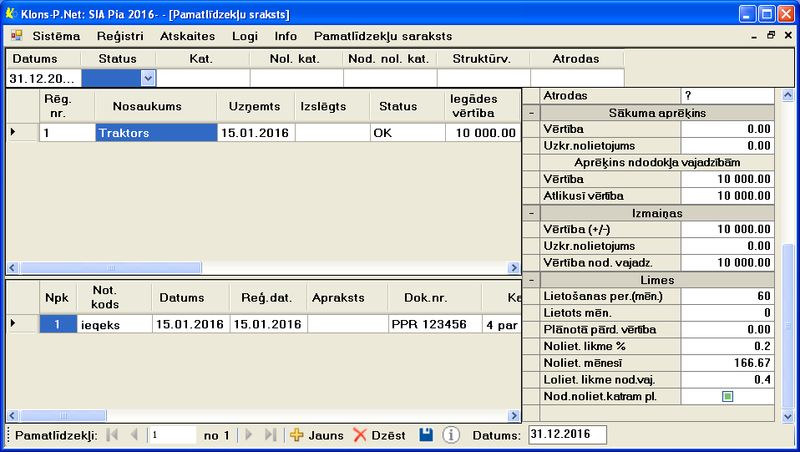 Klons-P.Net: SIA Pia 2016- - [Pamatlīdzekļu sraksts]
Sistēma Reģistri Atskaites Logi Info Pamatlīdzekļu saraksts
Datums Status Kat. Nol. kat. Nod. nol. kat. Struktūrv. Atrodas
31.12.20...
Rēg. nr. Nosaukums Uzņemts Izslēgts Status Iegādes vērtība
1 Traktors 15.01.2016 OK 10 000.00
Npk Not. kods Datums Reģ.dat. Apraksts Dok.nr. Ka
1 ieqeks 15.01.2016 15.01.2016 PPR 123456 4 par
Atrodas ?
Sākuma aprēķins
Vērtība 0.00
Uzkr.nolietojums 0.00
Aprēķins ndodokļa vajadzībām
Vērtība 10 000.00
Atlikusī vērtība 10 000.00
Izmaiņas
Vērtība (+/-) 10 000.00
Uzkr.nolietojums 0.00
Vērtība nod. vajadz. 10 000.00
Likmes
Lietošanas per.(mēn.) 60
Lietots mēn. 0
Plānotā pārd. vērtība 0.00
Noliet. likme % 0.2
Noliet. mēnesī 166.67
Loliet. likme nod.vaj. 0.4
Nod.noliet.katram pl.
Pamatlīdzekļi: 1 no 1 Jauns Dzēst Datums: 31.12.2016